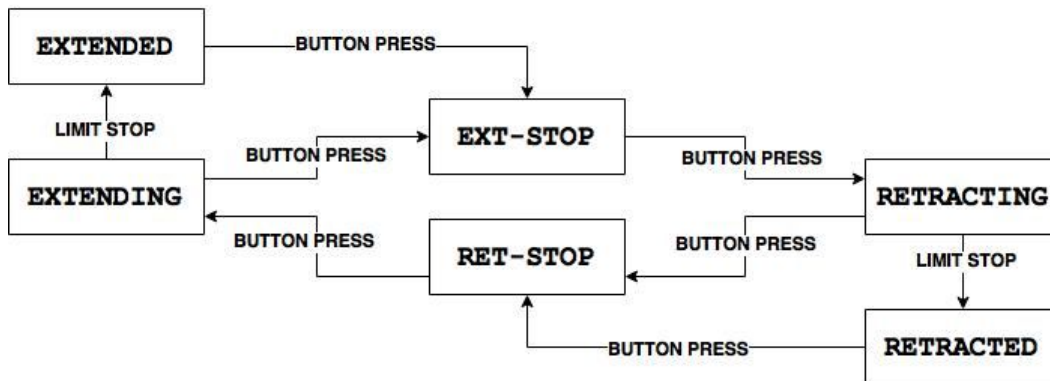 EXTENDED
BUTTON PRESS
LIMIT STOP
EXT-STOP
BUTTON PRESS
BUTTON PRESS
EXTENDING
RETRACTING
BUTTON PRESS
BUTTON PRESS
RET-STOP
LIMIT STOP
BUTTON PRESS
RETRACTED